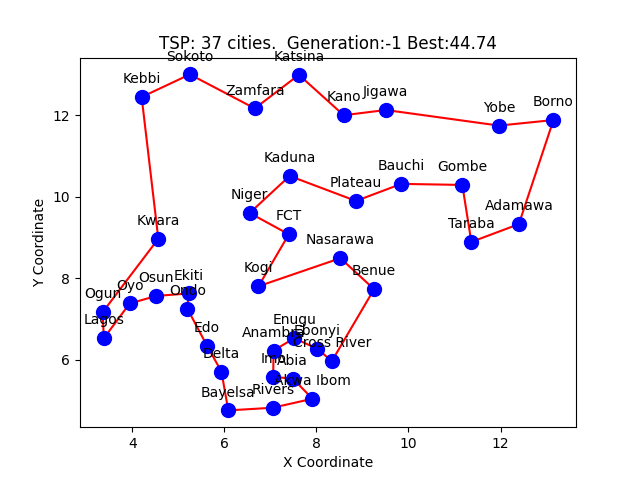 TSP: 37 cities.  Generation:-1 Best:44.74
Sokoto
Katsina
Kebbi
Zamfara
Kano
Jigawa
Yobe
Borno
12
Kaduna
Bauchi
Gombe
Plateau
Niger
10
Adamawa
FCT
Kwara
Taraba
Nasarawa
Y Coordinate
Kogi
Benue
8
Osun
Ekiti
Oyo
Ondo
Ogun
Lagos
Edo
Enugu
Anambra
Ebonyi
Cross River
6
Delta
Imo
Abia
Akwa Ibom
Bayelsa
Rivers
4
6
8
10
12
X Coordinate